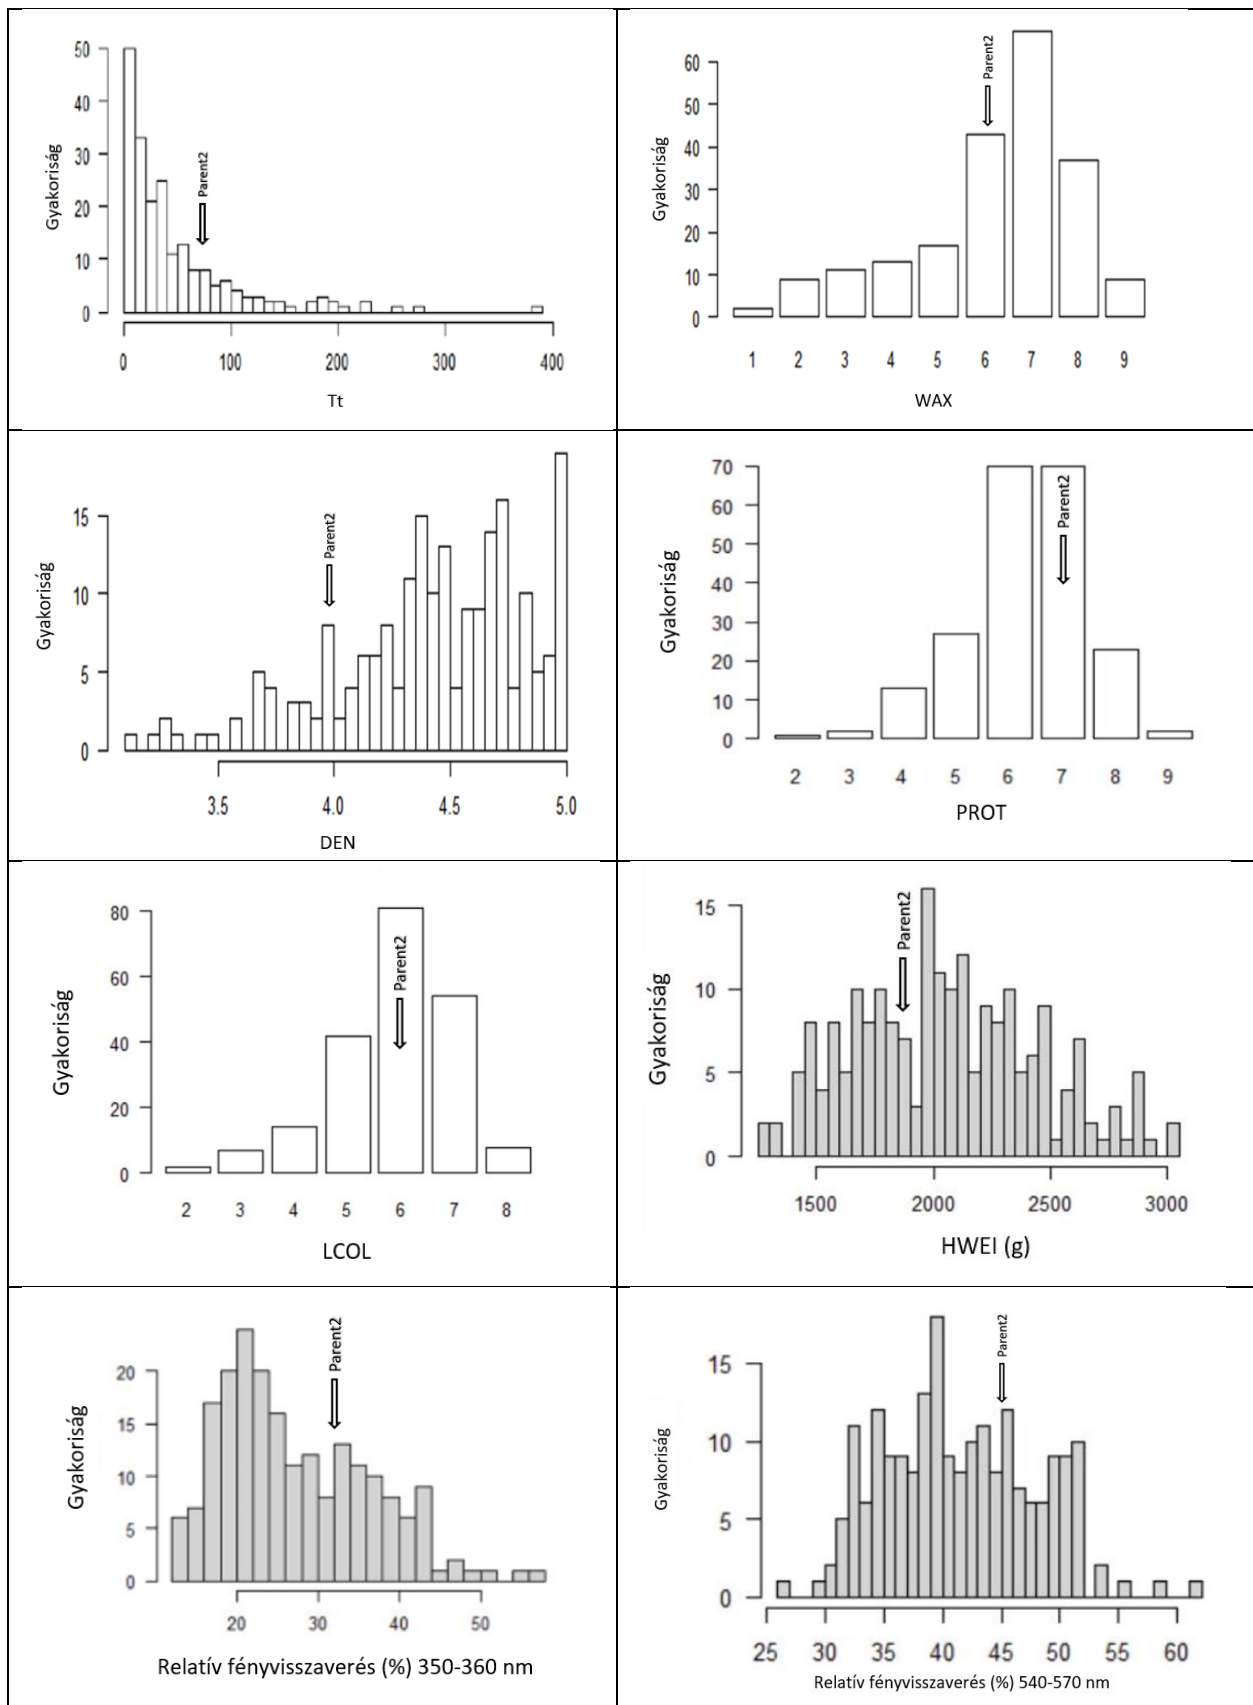 50
40
30
20
10
0
Gyakoriság
Parent2
0 100 200 300 400
Tt
60
50
40
30
20
10
0
Gyakoriság
Parent2
1 2 3 4 5 6 7 8 9
WAX
15
10
5
0
Gyakoriság
Parent2
3.5 4.0 4.5 5.0
DEN
70
60
50
40
30
20
10
0
Gyakoriság
Parent2
2 3 4 5 6 7 8 9
PROT
80
60
40
20
0
Gyakoriság
Parent2
2 3 4 5 6 7 8
LCOL
15
10
5
0
Gyakoriság
Parent2
1500 2000 2500 3000
HWEI (g)
20
15
10
5
0
Gyakoriság
Parent2
20 30 40 50
Relatív fényvisszaverés (%) 350-360 nm
15
10
5
0
Gyakoriság
Parent2
25 30 35 40 45 50 55 60
Relatív fényvisszaverés (%) 540-570 nm